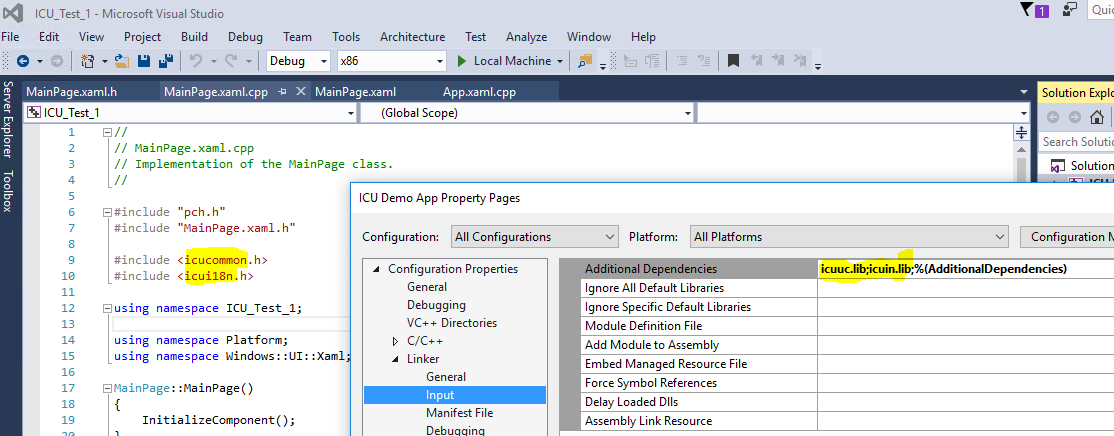 ICU_Test_1 - Microsoft Visual Studio
1
Quic
File Edit View Project Build Debug Team Tools Architecture Test Analyze Window Help
Debug x86 Local Machine
MainPage.xaml.h MainPage.xaml.cpp MainPage.xaml App.xaml.cpp
Server Explorer
Toolbox
ICU_Test_1 (Global Scope)
1 //
2 // MainPage.xaml.cpp
3 // Implementation of the MainPage class.
4 //
5
6 #include "pch.h"
7 #include "MainPage.xaml.h"
8
9 #include <icucommon.h>
10 #include <icui18n.h>
11
12 using namespace ICU_Test_1;
13
14 using namespace Platform;
15 using namespace Windows::UI::Xaml;
16
17 MainPage::MainPage()
18 {
19 InitializeComponent();
20 }
Solution Explo
Search Solution
Solution
ICU Demo App Property Pages
Configuration: All Configurations Platform: All Platforms Configuration M
Configuration Properties
General
Debugging
VC++ Directories
C/C++
Linker
General
Input
Manifest File
Debugging
Additional Dependencies icuuc.lib;icuin.lib;%(AdditionalDependencies)
Ignore All Default Libraries
Ignore Specific Default Libraries
Module Definition File
Add Module to Assembly
Embed Managed Resource File
Force Symbol References
Delay Loaded Dlls
Assembly Link Resource